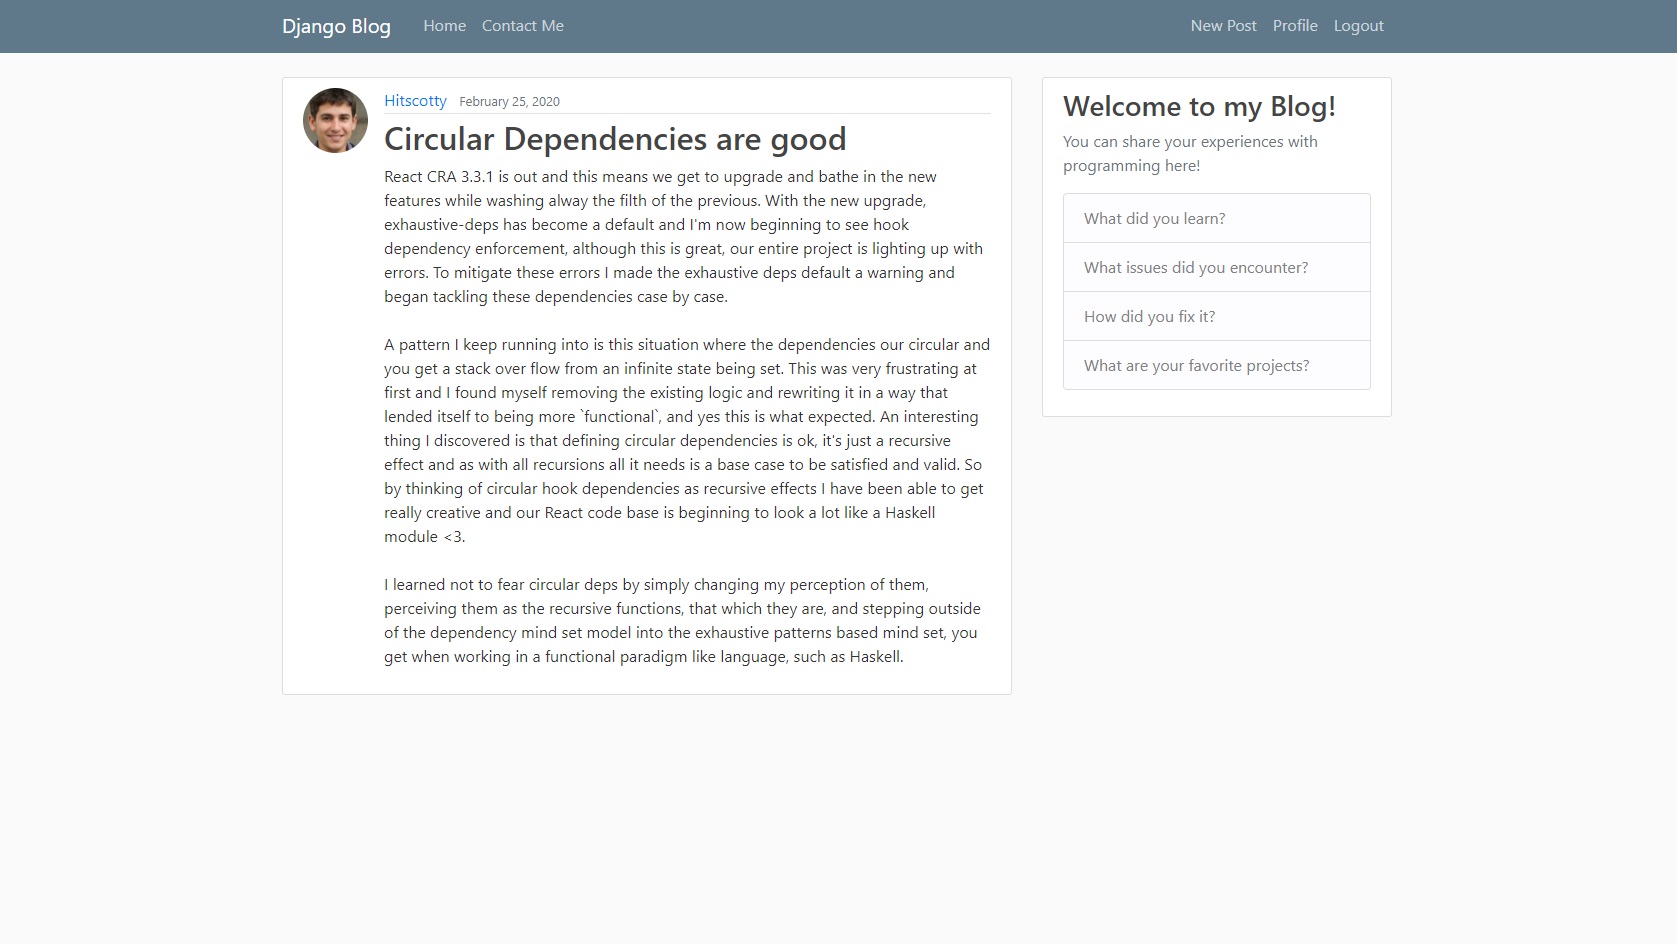 Django Blog Home Contact Me New Post Profile Logout
Hitscotty February 25, 2020
Circular Dependencies are good
React CRA 3.3.1 is out and this means we get to upgrade and bathe in the new
features while washing alway the filth of the previous. With the new upgrade,
exhaustive-deps has become a default and I'm now beginning to see hook
dependency enforcement, although this is great, our entire project is lighting up with
errors. To mitigate these errors I made the exhaustive deps default a warning and
began tackling these dependencies case by case.
A pattern I keep running into is this situation where the dependencies our circular and
you get a stack over flow from an infinite state being set. This was very frustrating at
first and I found myself removing the existing logic and rewriting it in a way that
lended itself to being more `functional`, and yes this is what expected. An interesting
thing I discovered is that defining circular dependencies is ok, it's just a recursive
effect and as with all recursions all it needs is a base case to be satisfied and valid. So
by thinking of circular hook dependencies as recursive effects I have been able to get
really creative and our React code base is beginning to look a lot like a Haskell
module <3.
I learned not to fear circular deps by simply changing my perception of them,
perceiving them as the recursive functions, that which they are, and stepping outside
of the dependency mind set model into the exhaustive patterns based mind set, you
get when working in a functional paradigm like language, such as Haskell.
Welcome to my Blog!
You can share your experiences with
programming here!
What did you learn?
What issues did you encounter?
How did you fix it?
What are your favorite projects?